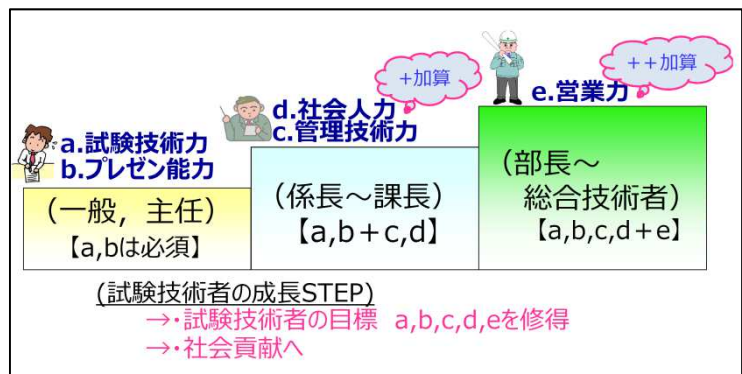 a.試験技術力
b.プレゼン能力
(一般，主任)
【a,bは必須】
+加算
d.社会人力
c.管理技術力
(係長～課長)
【a,b+c,d】
++加算
e.営業力
(部長～
総合技術者)
【a,b,c,d+e】
(試験技術者の成長STEP)
→・試験技術者の目標 a,b,c,d,eを修得
→・社会貢献へ